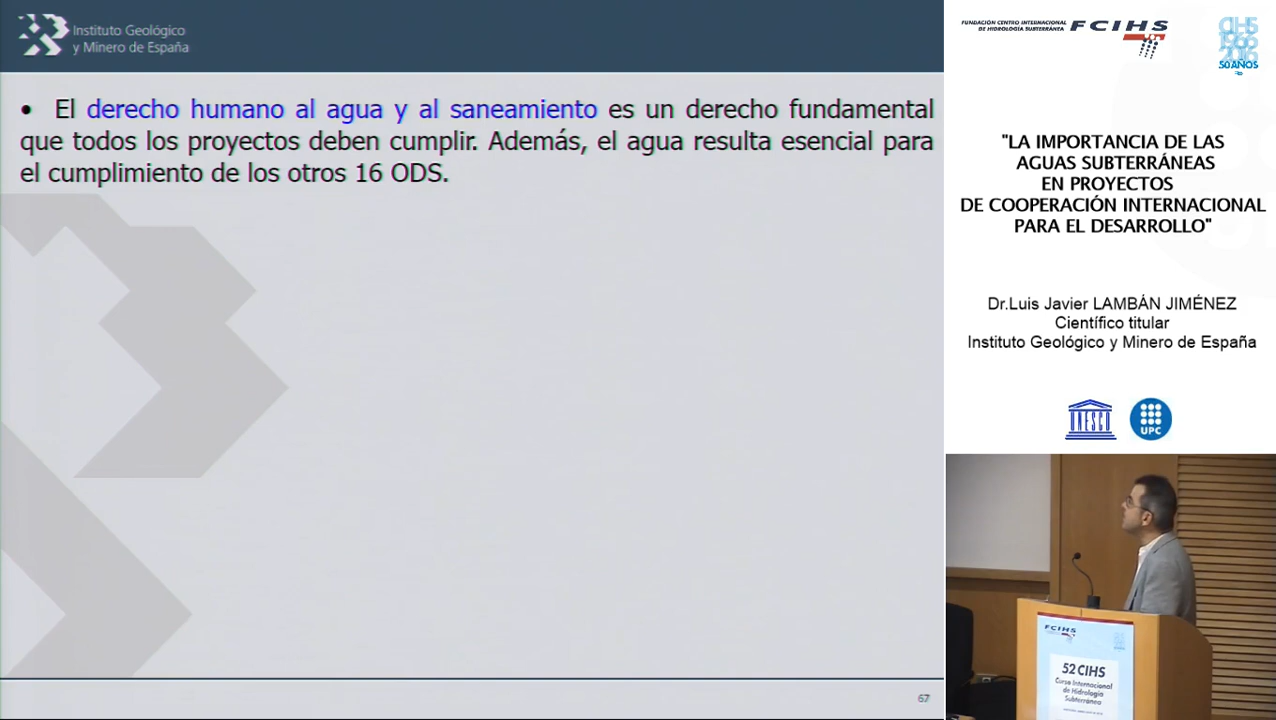 Instituto Geológico
y Minero de España
• El derecho humano al agua y al saneamiento es un derecho fundamental
que todos los proyectos deben cumplir. Además, el agua resulta esencial para
el cumplimiento de los otros 16 ODS.
67
FUNDACIÓN CENTRO INTERNACIONAL
DE HIDROLOGÍA SUBTERRÁNEA
FCIHS
CIHS
1966
2016
50 AÑOS
"LA IMPORTANCIA DE LAS
AGUAS SUBTERRÁNEAS
EN PROYECTOS
DE COOPERACIÓN INTERNACIONAL
PARA EL DESARROLLO"
Dr.Luis Javier LAMBÁN JIMÉNEZ
Científico titular
Instituto Geológico y Minero de España
UNESCO
UPC
FCIHS
52 CIHS
Curso Internacional
de Hidrología
Subterránea